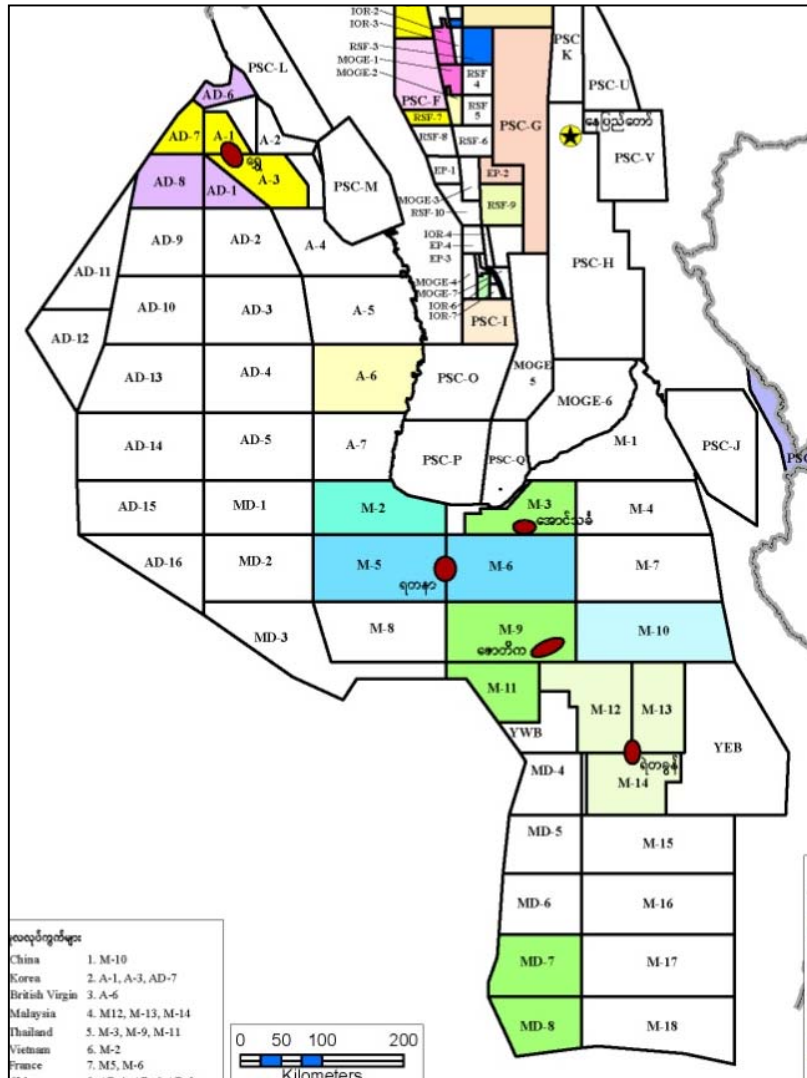 IOR-2
IOR-3
RSF-3
MOGE-1
MOGE-2
PSC-F
RSF-7
RSF-8
RSF
4
RSF
5
RSF-6
EP-1
EP-2
MOGE-3
RSF-10
RSF-9
IOR-4
EP-4
EP-3
MOGE-4
MOGE-7
IOR-6
IOR-7
PSC-I
PSC-G
PSC
K
PSC-U
နေပြည်တော်
PSC-V
PSC-L
AD-6
AD-7
A-1
A-2
ရွှေ
A-3
PSC-M
AD-8
AD-1
AD-9
AD-2
A-4
AD-11
AD-10
AD-3
A-5
AD-12
AD-13
AD-4
A-6
PSC-O
MOGE
5
PSC-H
MOGE-6
AD-14
AD-5
A-7
PSC-P
PSC-Q
M-1
PSC-J
AD-15
MD-1
M-2
M-3
M-4
အောင်သိင်္ခ
AD-16
MD-2
M-5
M-6
M-7
ရတနာ
MD-3
M-8
M-9
M-10
ဇောတိက
M-11
M-12
M-13
YWB
YEB
MD-4
M-14
ရဲတခွန်
MD-5
M-15
MD-6
M-16
MD-7
M-17
MD-8
M-18
China 1. M-10
Korea 2. A-1, A-3, AD-7
British Virgin 3. A-6
Malaysia 4. M12, M-13, M-14
Thailand 5. M-3, M-9, M-11
Vietnam 6. M-2
France 7. M5, M-6
0 50 100 200
Kilometers